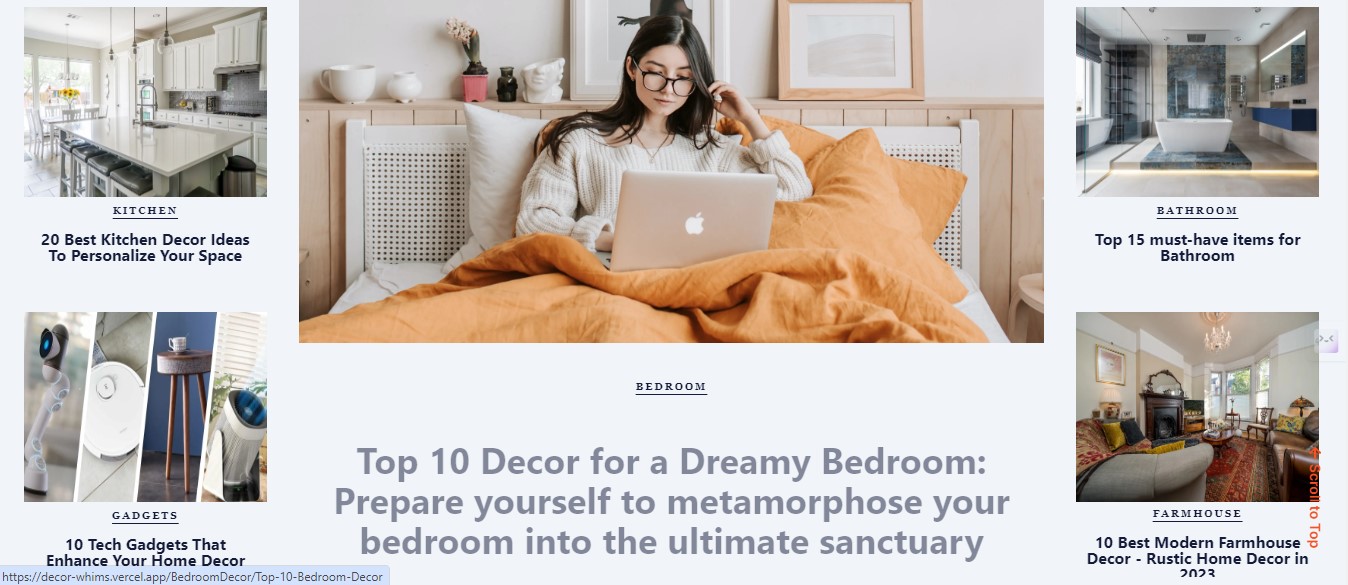 KITCHEN
20 Best Kitchen Decor Ideas
To Personalize Your Space
GADGETS
10 Tech Gadgets That
Enhance Your Home Decor
BEDROOM
Top 10 Decor for a Dreamy Bedroom:
Prepare yourself to metamorphose your
bedroom into the ultimate sanctuary
BATHROOM
Top 15 must-have items for
Bathroom
FARMHOUSE
10 Best Modern Farmhouse
Decor - Rustic Home Decor in
2023
← Scroll to Top
https://decor-whims.vercel.app/BedroomDecor/Top-10-Bedroom-Decor